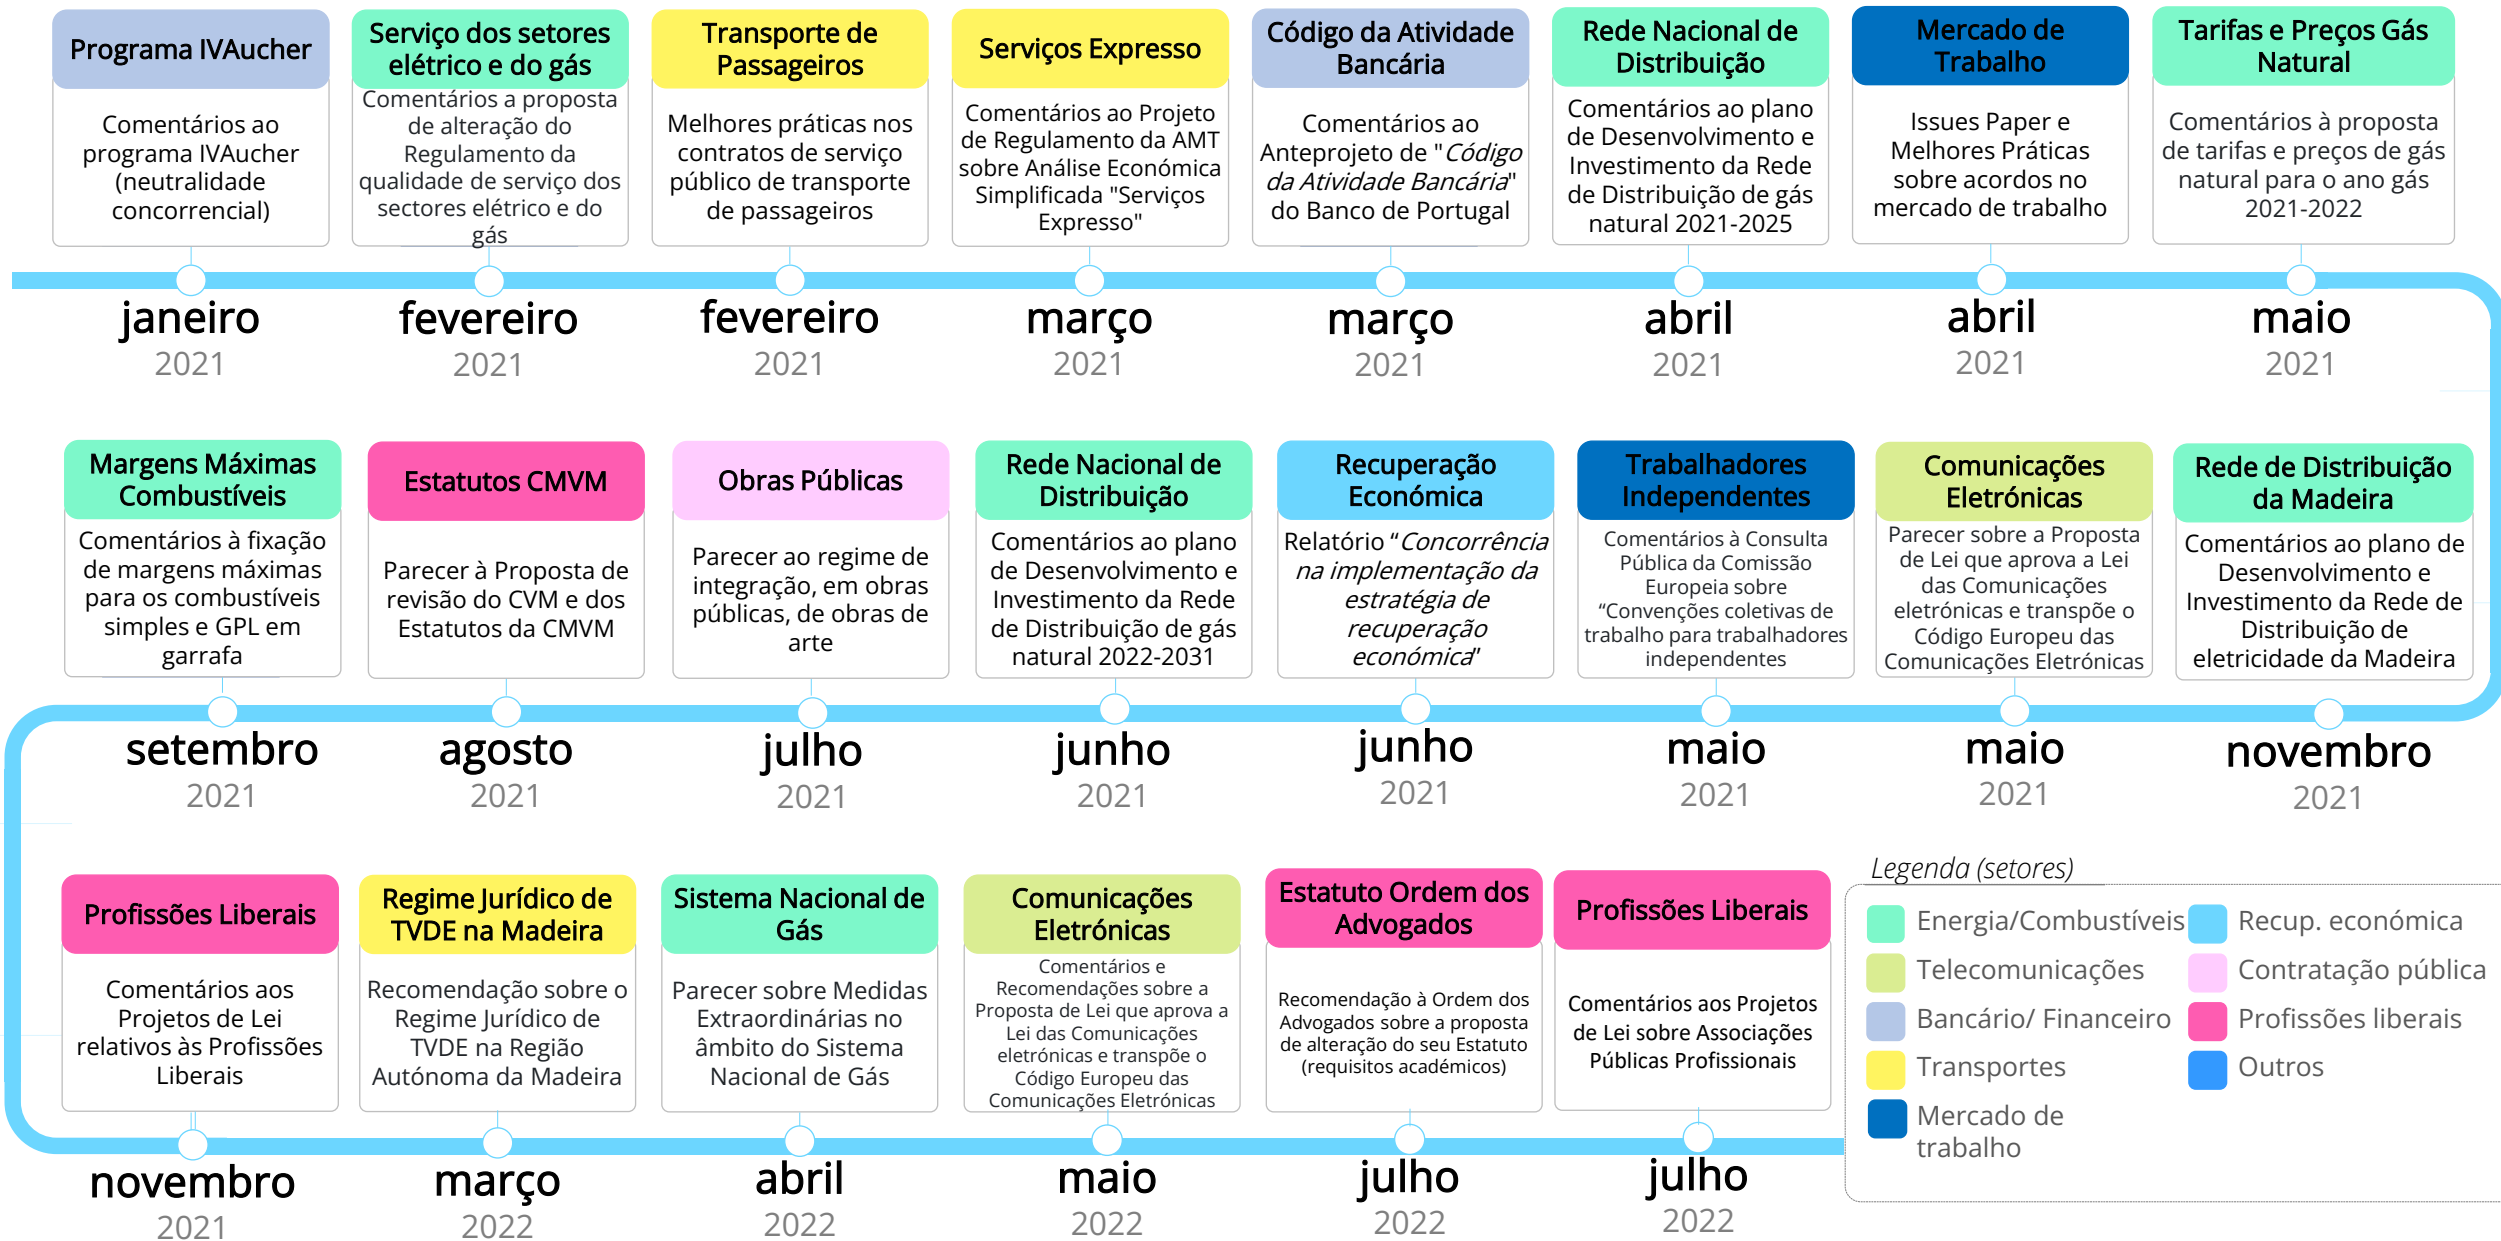 Programa IVAucher
Comentários ao
programa IVAucher
(neutralidade
concorrencial)
janeiro
2021
Serviço dos setores
elétrico e do gás
Comentários a proposta
de alteração do
Regulamento da
qualidade de serviço dos
sectores elétrico e do
gás
fevereiro
2021
Transporte de
Passageiros
Melhores práticas nos
contratos de serviço
público de transporte
de passageiros
fevereiro
2021
Serviços Expresso
Comentários ao Projeto
de Regulamento da AMT
sobre Análise Económica
Simplificada "Serviços
Expresso"
março
2021
Código da Atividade
Bancária
Comentários ao
Anteprojeto de "Código
da Atividade Bancária"
do Banco de Portugal
março
2021
Rede Nacional de
Distribuição
Comentários ao plano
de Desenvolvimento e
Investimento da Rede
de Distribuição de gás
natural 2021-2025
abril
2021
Mercado de
Trabalho
Issues Paper e
Melhores Práticas
sobre acordos no
mercado de trabalho
abril
2021
Tarifas e Preços Gás
Natural
Comentários à proposta
de tarifas e preços de gás
natural para o ano gás
2021-2022
maio
2021
Margens Máximas
Combustíveis
Comentários à fixação
de margens máximas
para os combustíveis
simples e GPL em
garrafa
setembro
2021
Estatutos CMVM
Parecer à Proposta de
revisão do CVM e dos
Estatutos da CMVM
agosto
2021
Obras Públicas
Parecer ao regime de
integração, em obras
públicas, de obras de
arte
julho
2021
Rede Nacional de
Distribuição
Comentários ao plano
de Desenvolvimento e
Investimento da Rede
de Distribuição de gás
natural 2022-2031
junho
2021
Recuperação
Económica
Relatório “Concorrência
na implementação da
estratégia de
recuperação
económica”
junho
2021
Trabalhadores
Independentes
Comentários à Consulta
Pública da Comissão
Europeia sobre
“Convenções coletivas de
trabalho para trabalhadores
independentes
maio
2021
Comunicações
Eletrónicas
Parecer sobre a Proposta
de Lei que aprova a Lei
das Comunicações
eletrónicas e transpõe o
Código Europeu das
Comunicações Eletrónicas
maio
2021
Rede de Distribuição
da Madeira
Comentários ao plano de
Desenvolvimento e
Investimento da Rede de
Distribuição de
eletricidade da Madeira
novembro
2021
Profissões Liberais
Comentários aos
Projetos de Lei
relativos às Profissões
Liberais
novembro
2021
Regime Jurídico de
TVDE na Madeira
Recomendação sobre o
Regime Jurídico de
TVDE na Região
Autónoma da Madeira
março
2022
Sistema Nacional de
Gás
Parecer sobre Medidas
Extraordinárias no
âmbito do Sistema
Nacional de Gás
abril
2022
Comunicações
Eletrónicas
Comentários e
Recomendações sobre a
Proposta de Lei que aprova a
Lei das Comunicações
eletrónicas e transpõe o
Código Europeu das
Comunicações Eletrónicas
maio
2022
Estatuto Ordem dos
Advogados
Recomendação à Ordem dos
Advogados sobre a proposta
de alteração do seu Estatuto
(requisitos académicos)
julho
2022
Profissões Liberais
Comentários aos Projetos
de Lei sobre Associações
Públicas Profissionais
julho
2022
Legenda (setores)
Energia/Combustíveis
Telecomunicações
Bancário/ Financeiro
Transportes
Mercado de
trabalho
Recup. económica
Contratação pública
Profissões liberais
Outros